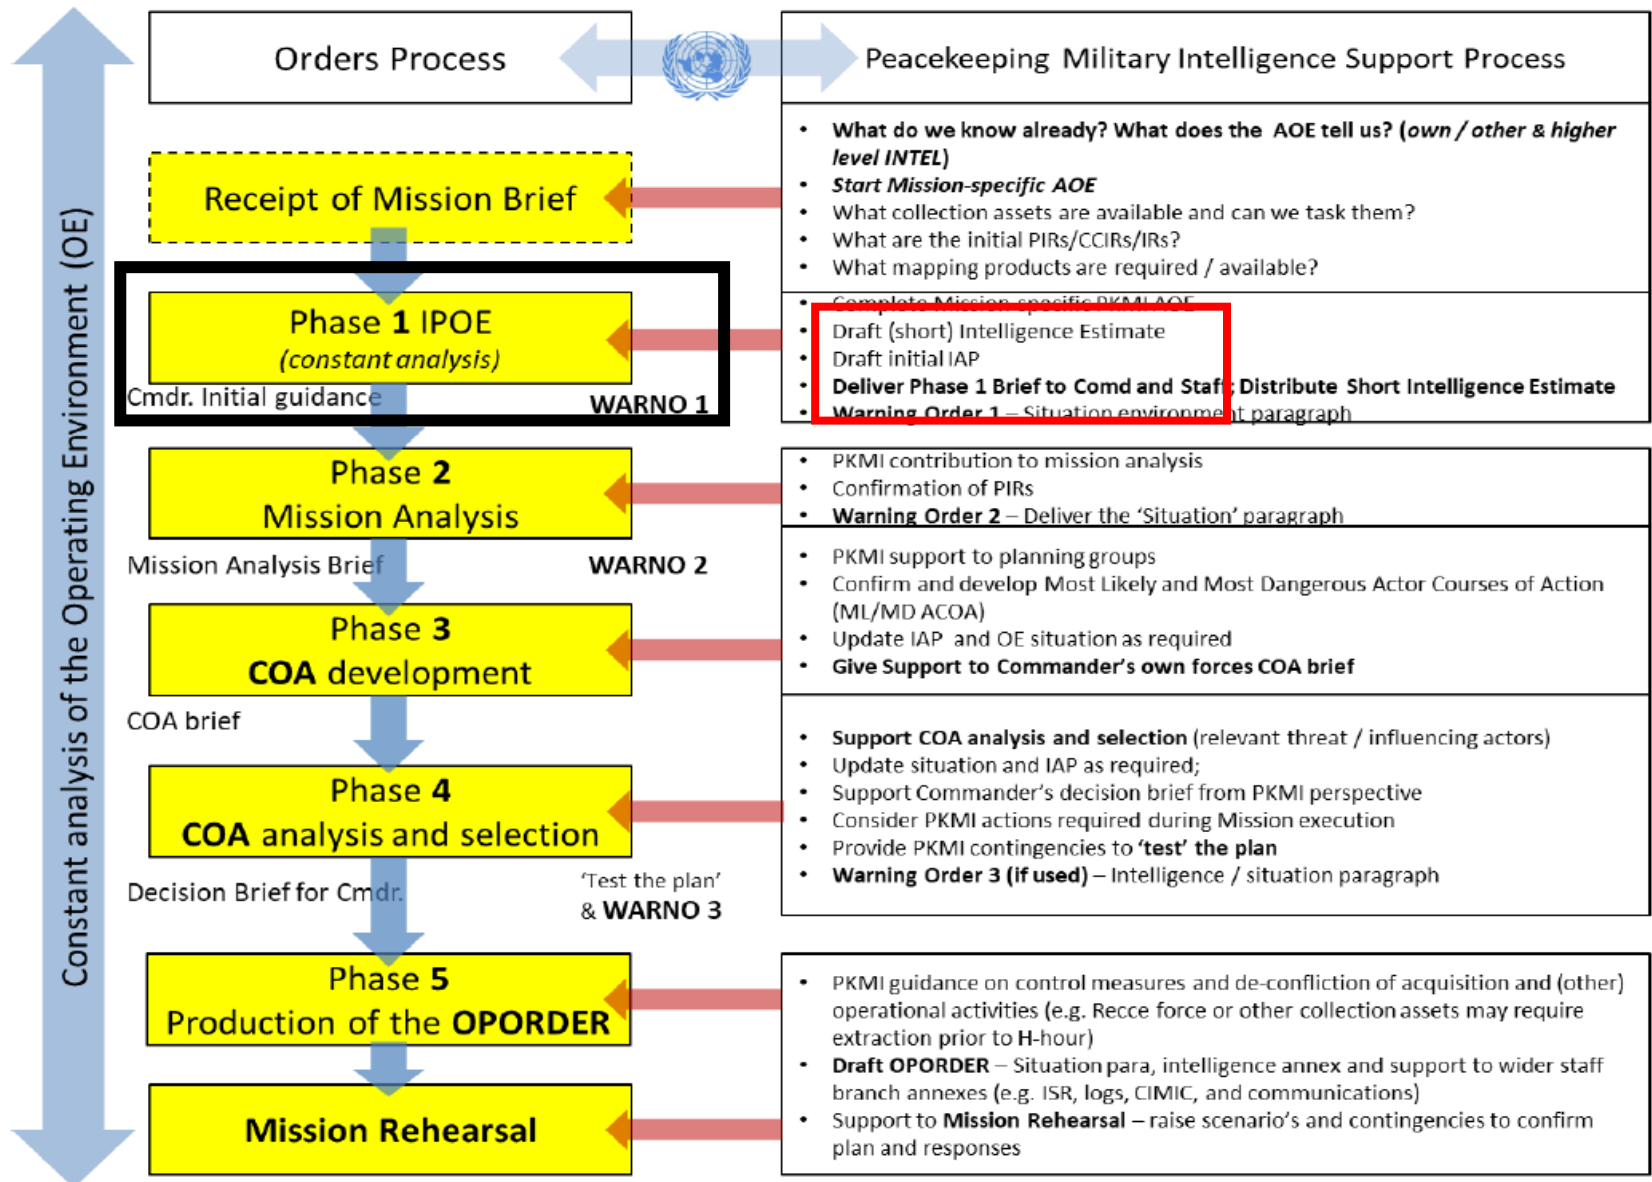 Orders Process
Peacekeeping Military Intelligence Support Process
Constant analysis of the Operating Environment (OE)
Receipt of Mission Brief
• What do we know already? What does the AOE tell us? (own / other & higher
level INTEL)
• Start Mission-specific AOE
• What collection assets are available and can we task them?
• What are the initial PIRs/CCIRs/IRs?
• What mapping products are required / available?
Phase 1 IPOE
(constant analysis)
Cmdr. Initial guidance
WARNO 1
• Complete Mission-specific PKMI AOE
• Draft (short) Intelligence Estimate
• Draft initial IAP
• Deliver Phase 1 Brief to Comd and Staff; Distribute Short Intelligence Estimate
• Warning Order 1 – Situation environment paragraph
Phase 2
Mission Analysis
Mission Analysis Brief
WARNO 2
• PKMI contribution to mission analysis
• Confirmation of PIRs
• Warning Order 2 – Deliver the ‘Situation’ paragraph
Phase 3
COA development
COA brief
• PKMI support to planning groups
• Confirm and develop Most Likely and Most Dangerous Actor Courses of Action
(ML/MD ACOA)
• Update IAP and OE situation as required
• Give Support to Commander’s own forces COA brief
Phase 4
COA analysis and selection
Decision Brief for Cmdr.
‘Test the plan’
& WARNO 3
• Support COA analysis and selection (relevant threat / influencing actors)
• Update situation and IAP as required;
• Support Commander’s decision brief from PKMI perspective
• Consider PKMI actions required during Mission execution
• Provide PKMI contingencies to ‘test’ the plan
• Warning Order 3 (if used) – Intelligence / situation paragraph
Phase 5
Production of the OPORDER
• PKMI guidance on control measures and de-confliction of acquisition and (other)
operational activities (e.g. Recce force or other collection assets may require
extraction prior to H-hour)
• Draft OPORDER – Situation para, intelligence annex and support to wider staff
branch annexes (e.g. ISR, logs, CIMIC, and communications)
• Support to Mission Rehearsal – raise scenario’s and contingencies to confirm
plan and responses
Mission Rehearsal